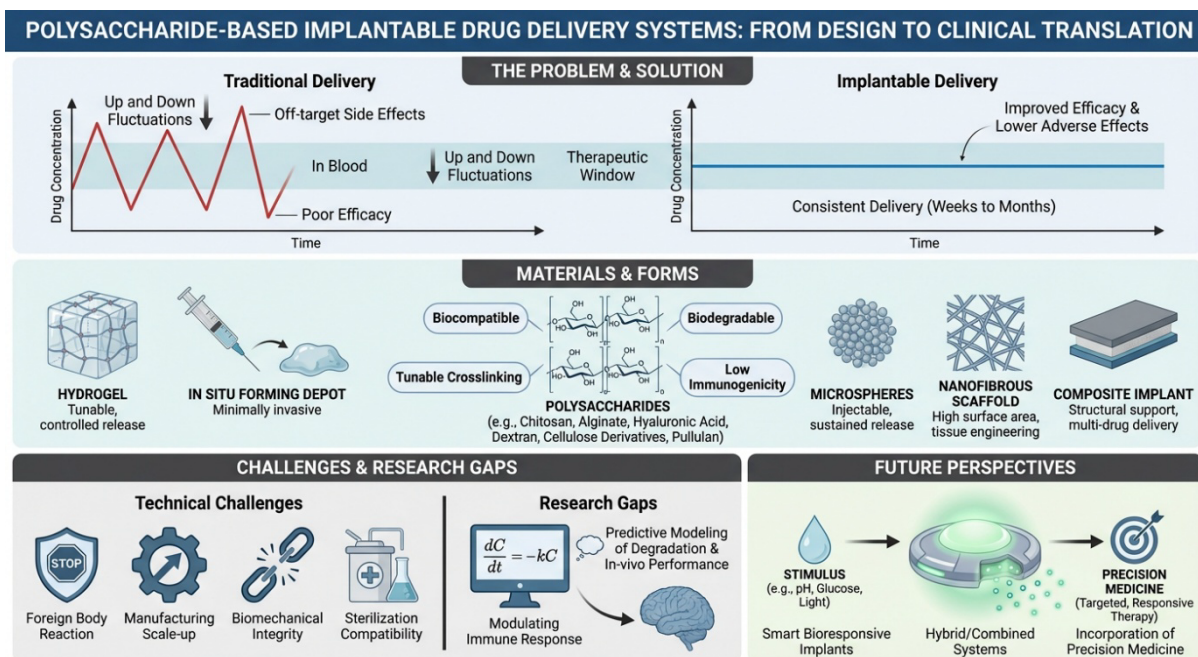 POLYSACCHARIDE-BASED IMPLANTABLE DRUG DELIVERY SYSTEMS: FROM DESIGN TO CLINICAL TRANSLATION
THE PROBLEM & SOLUTION
Traditional Delivery
Drug Concentration
Up and Down
Fluctuations
Off-target Side Effects
In Blood
Poor Efficacy
Time
Up and Down
Fluctuations
Therapeutic
Window
Implantable Delivery
Drug Concentration
Improved Efficacy &
Lower Adverse Effects
Consistent Delivery (Weeks to Months)
Time
MATERIALS & FORMS
HYDROGEL
Tunable,
controlled release
IN SITU FORMING DEPOT
Minimally invasive
Biocompatible
Biodegradable
Tunable Crosslinking
Low
Immunogenicity
POLYSACCHARIDES
(e.g., Chitosan, Alginate, Hyaluronic Acid,
Dextran, Cellulose Derivatives, Pullulan)
MICROSPHERES
Injectable,
sustained release
NANOFIBROUS
SCAFFOLD
High surface area,
tissue engineering
COMPOSITE IMPLANT
Structural support,
multi-drug delivery
CHALLENGES & RESEARCH GAPS
Technical Challenges
STOP
Foreign Body
Reaction
Manufacturing
Scale-up
Biomechanical
Integrity
Sterilization
Compatibility
Research Gaps
dC/dt = -kC
Predictive Modeling
of Degradation &
In-vivo Performance
Modulating
Immune Response
FUTURE PERSPECTIVES
STIMULUS
(e.g., pH, Glucose,
Light)
Smart Bioresponsive
Implants
Hybrid/Combined
Systems
PRECISION
MEDICINE
(Targeted, Responsive
Therapy)
Incorporation of
Precision Medicine